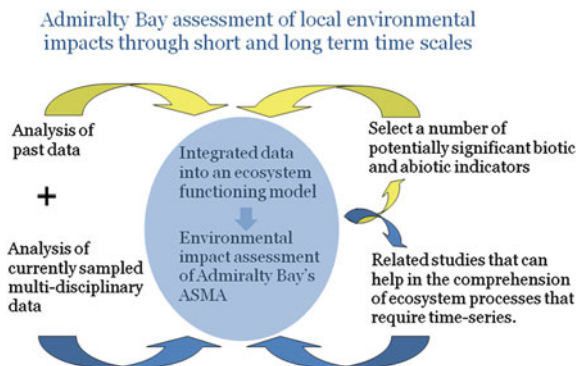 Admiralty Bay assessment of local environmental
impacts through short and long term time scales
Analysis of
past data
+
Analysis of
currently sampled
multi-disciplinary
data
Integrated data
into an ecosystem
functioning model
Environmental
impact assessment
of Admiralty Bay's
ASMA
Select a number of
potentially significant biotic
and abiotic indicators
Related studies that can
help in the comprehension
of ecosystem processes that
require time-series.